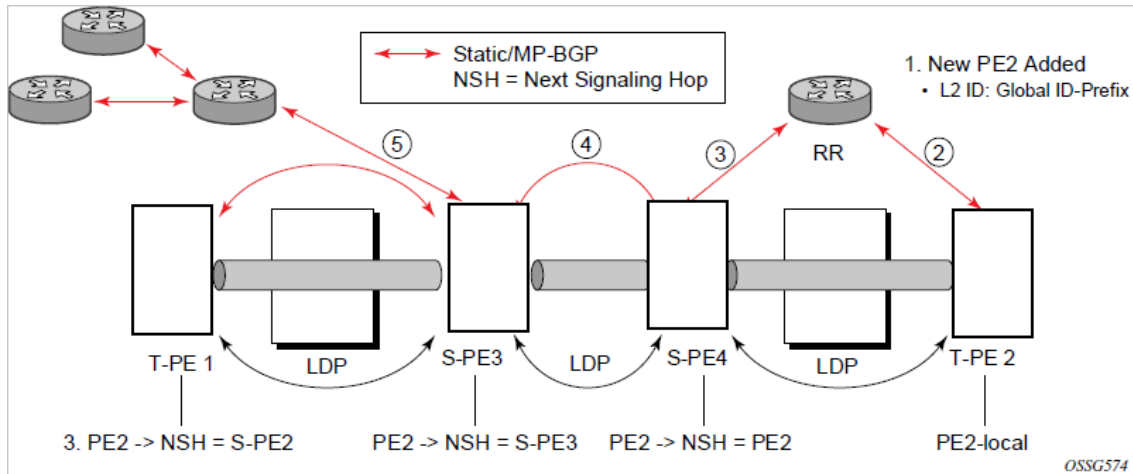 Static/MP-BGP
NSH = Next Signaling Hop
1. New PE2 Added
• L2 ID: Global ID-Prefix
5
4
3
RR
2
T-PE 1
LDP
S-PE3
LDP
S-PE4
LDP
T-PE 2
3. PE2 -> NSH = S-PE2
PE2 -> NSH = S-PE3
PE2 -> NSH = PE2
PE2-local
OSSG574